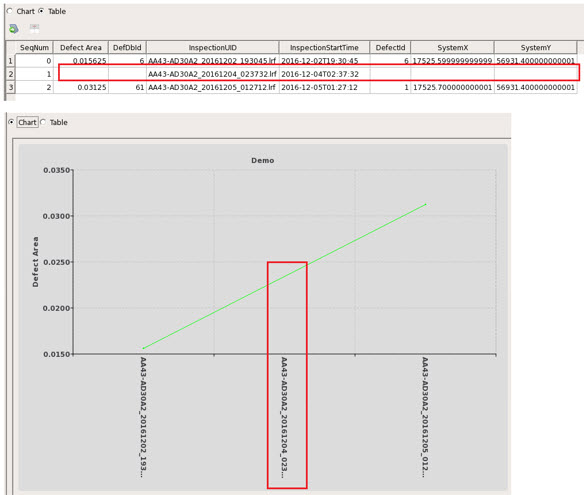 Chart Table
SeqNum Defect Area DefDbId InspectionUID InspectionStartTime DefectId SystemX SystemY
1 0 0.015625 6 AA43-AD30A2_20161202_193045.lrf 2016-12-02T19:30:45 6 17525.599999999999 56931.400000000001
2 1 AA43-AD30A2_20161204_023732.lrf 2016-12-04T02:37:32
3 2 0.03125 61 AA43-AD30A2_20161205_012712.lrf 2016-12-05T01:27:12 1 17525.700000000001 56931.400000000001
Chart Table
Demo
0.0350
0.0300
0.0250
0.0200
0.0150
Defect Area
AA43-AD30A2_20161202_193...
AA43-AD30A2_20161204_023...
AA43-AD30A2_20161205_012...